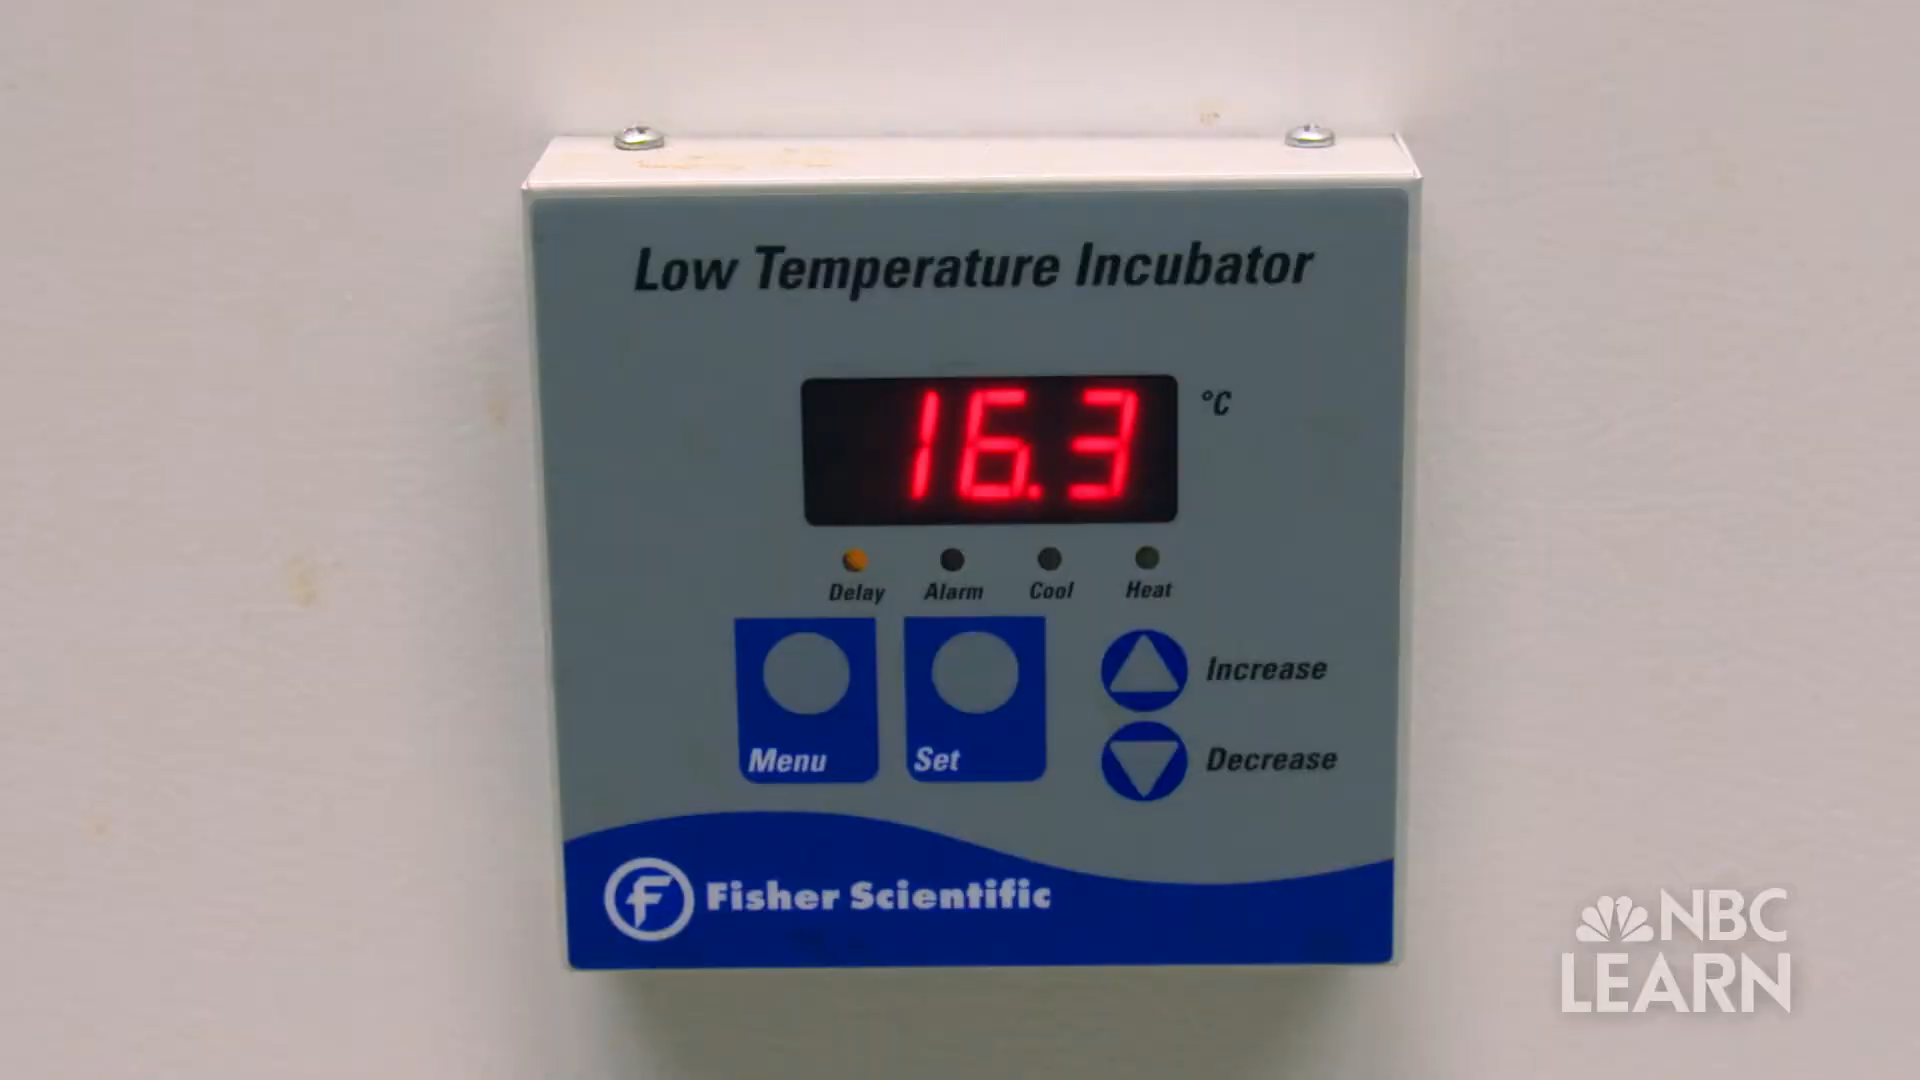 Low Temperature Incubator
16.3 °C
Delay Alarm Cool Heat
Increase
Menu Set Decrease
F Fisher Scientific
NBC
LEARN